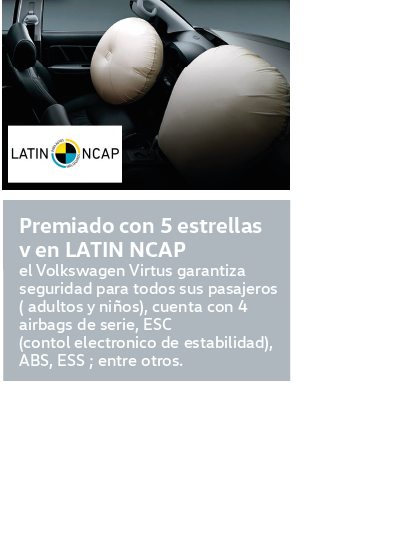 LATIN NCAP
Premiado con 5 estrellas
v en LATIN NCAP
el Volkswagen Virtus garantiza
seguridad para todos sus pasajeros
( adultos y niños), cuenta con 4
airbags de serie, ESC
(contol electronico de estabilidad),
ABS, ESS ; entre otros.